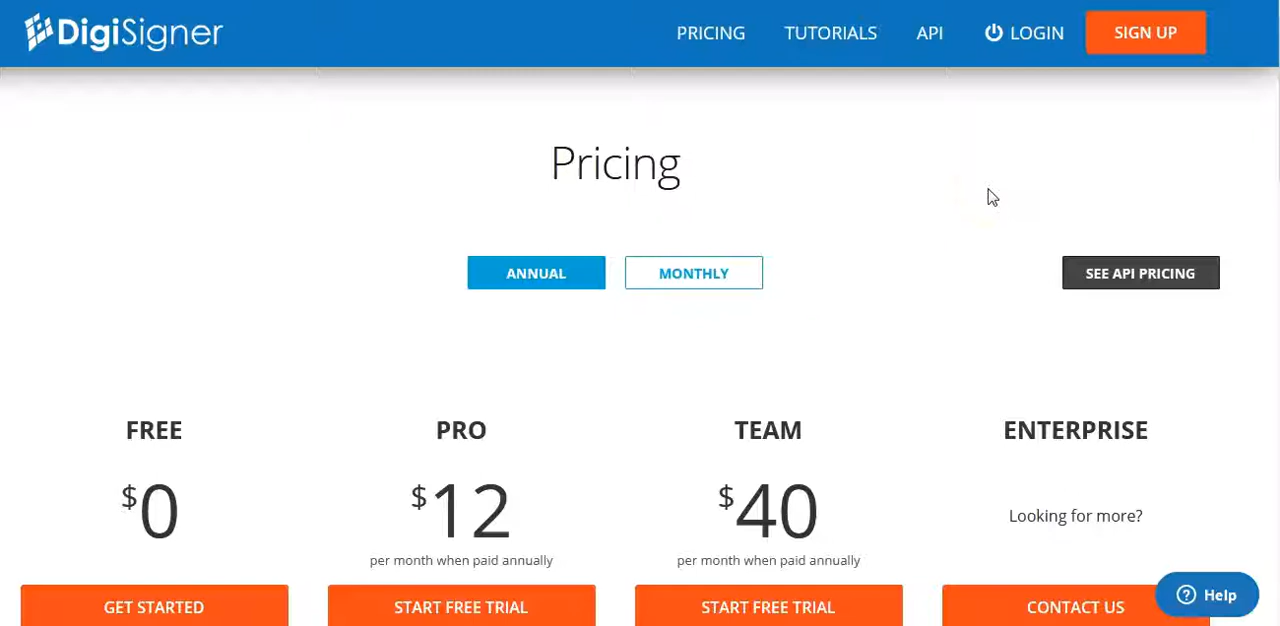 DigiSigner PRICING TUTORIALS API LOGIN SIGN UP
Pricing
ANNUAL MONTHLY SEE API PRICING
FREE PRO TEAM ENTERPRISE
$0 $12 $40 Looking for more?
per month when paid annually per month when paid annually
GET STARTED START FREE TRIAL START FREE TRIAL CONTACT US
Help